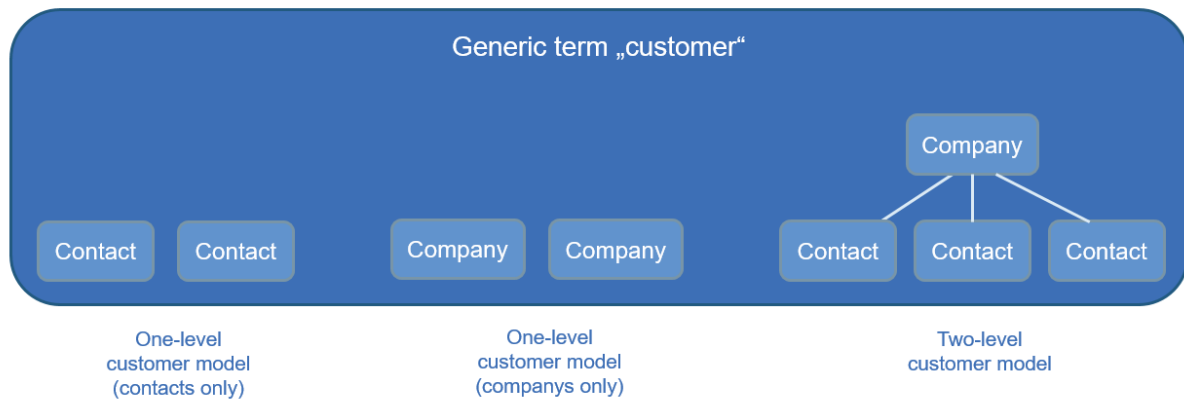 Generic term „customer“
Company
Contact Contact Company Company Contact Contact Contact
One-level
customer model
(contacts only)
One-level
customer model
(companys only)
Two-level
customer model